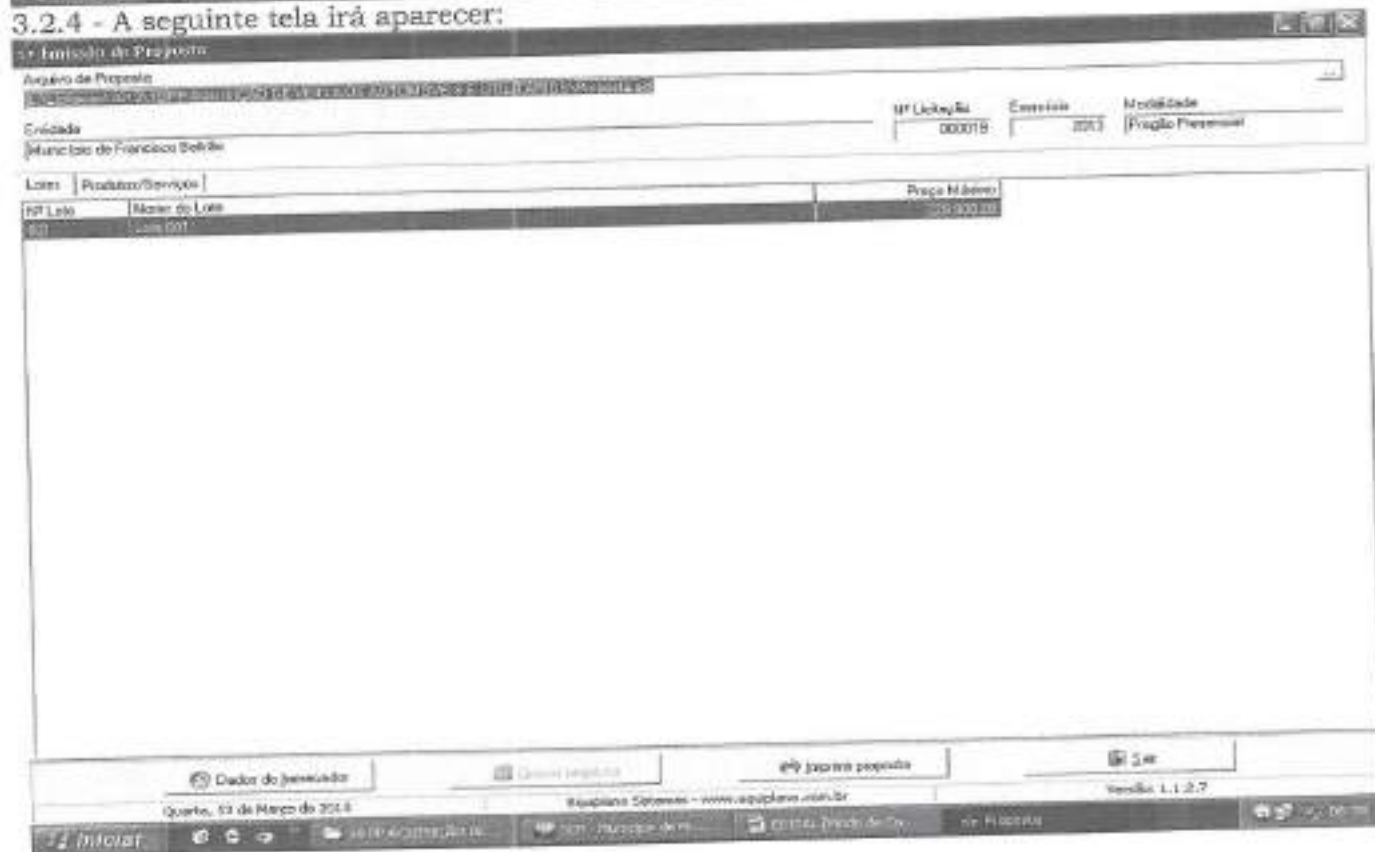 3.2.4 - A seguinte tela irá aparecer:
Emissão de Proposta
Arquivo de Proposta
Entidade
Município de Francisco Beltrão
Nº Licitação
000019
Exercício
2013
Modalidade
Pregão Presencial
Lotes
Produtos/Serviços
Nº Lote
Nome do Lote
Preço Máximo
001
Lote 001
Dados do fornecedor
Gravar proposta
Imprimir proposta
Sair
Equiplano Sistemas - www.equiplano.com.br
Versão: 1.1.2.7
Iniciar
Proposta